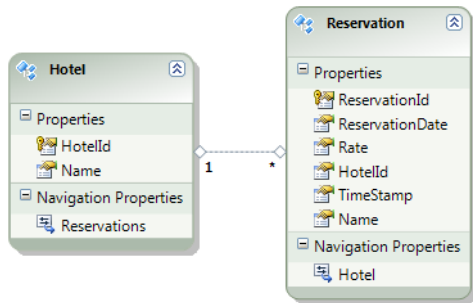 Hotel
Properties
HotelId
Name
Navigation Properties
Reservations
1
*
Reservation
Properties
ReservationId
ReservationDate
Rate
HotelId
TimeStamp
Name
Navigation Properties
Hotel